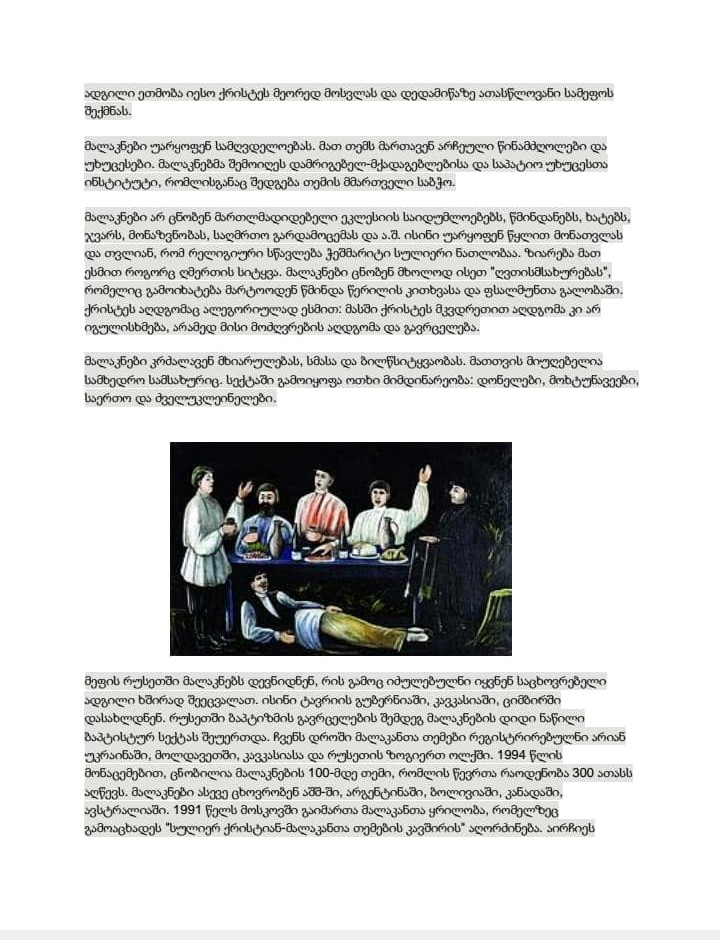 ადგილი ეთმობა იესო ქრისტეს მეორედ მოსვლას და დედამიწაზე ათასწლოვანი სამეფოს
შექმნას.
მალაკნები უარყოფენ სამღვდელოებას. მათ თემს მართავენ არჩეული წინამძღოლები და
უხუცესები. მალაკნებმა შემოიღეს დამრიგებელ-მქადაგებლებისა და საპატიო უხუცესთა
ინსტიტუტი, რომლისგანაც შედგება თემის მმართველი საბჭო.
მალაკნები არ ცნობენ მართლმადიდებელი ეკლესიის საიდუმლოებებს, წმინდანებს, ხატებს,
ჯვარს, მონაზვნობას, საღმრთო გარდამოცემას და ა.შ. ისინი უარყოფენ წყლით მონათვლას
და თვლიან, რომ რელიგიური სწავლება ჭეშმარიტი სულიერი ნათლობაა. ზიარება მათ
ესმით როგორც ღმერთის სიტყვა. მალაკნები ცნობენ მხოლოდ ისეთ "ღვთისმსახურებას",
რომელიც გამოიხატება მარტოოდენ წმინდა წერილის კითხვასა და ფსალმუნთა გალობაში.
ქრისტეს აღდგომაც ალეგორიულად ესმით: მასში ქრისტეს მკვდრეთით აღდგომა კი არ
იგულისხმება, არამედ მისი მოძღვრების აღდგომა და გავრცელება.
მალაკნები კრძალავენ მხიარულებას, სმასა და ბილწსიტყვაობას. მათთვის მიუღებელია
სამხედრო სამსახურიც. სექტაში გამოიყოფა ოთხი მიმდინარეობა: დონელები, მოხტუნავეები,
საერთო და ძველუკლეინელები.
მეფის რუსეთში მალაკნებს დევნიდნენ, რის გამოც იძულებულნი იყვნენ საცხოვრებელი
ადგილი ხშირად შეეცვალათ. ისინი ტავრიის გუბერნიაში, კავკასიაში, ციმბირში
დასახლდნენ. რუსეთში ბაპტიზმის გავრცელების შემდეგ მალაკნების დიდი ნაწილი
ბაპტისტურ სექტას შეუერთდა. ჩვენს დროში მალაკანთა თემები რეგისტრირებულნი არიან
უკრაინაში, მოლდავეთში, კავკასიასა და რუსეთის ზოგიერთ ოლქში. 1994 წლის
მონაცემებით, ცნობილია მალაკნების 100-მდე თემი, რომლის წევრთა რაოდენობა 300 ათასს
აღწევს. მალაკნები ასევე ცხოვრობენ აშშ-ში, არგენტინაში, ბოლივიაში, კანადაში,
ავსტრალიაში. 1991 წელს მოსკოვში გაიმართა მალაკანთა ყრილობა, რომელზეც
გამოაცხადეს "სულიერ ქრისტიან-მალაკანთა თემების კავშირის" აღორძინება. აირჩიეს